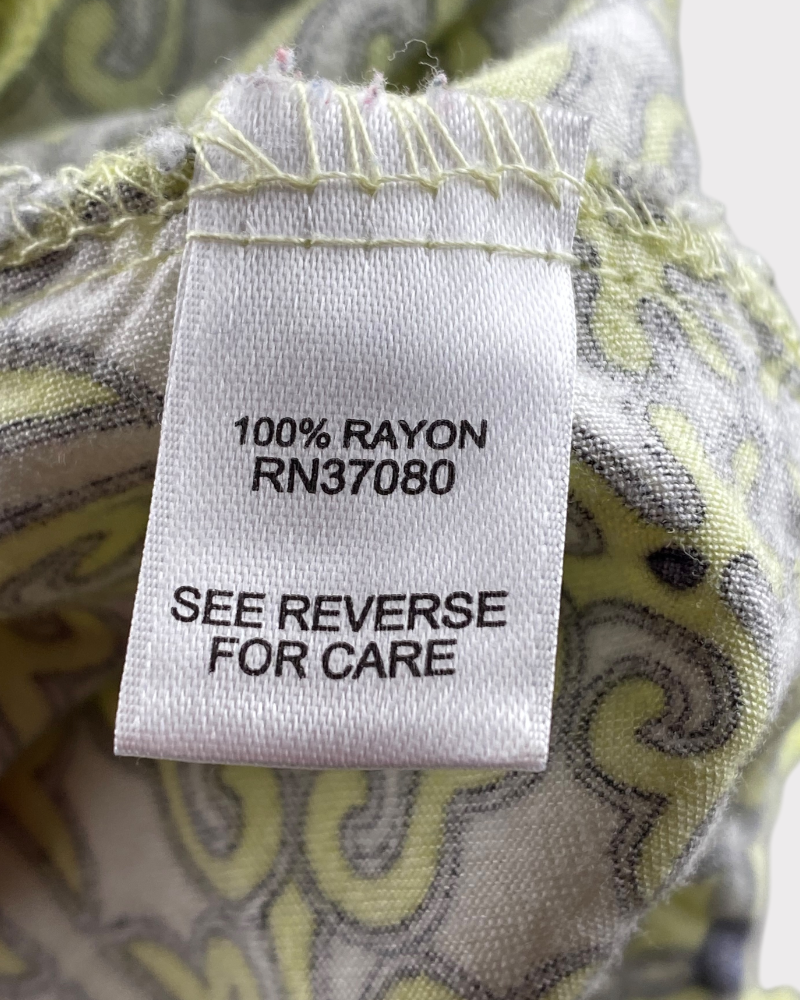 100% RAYON
RN37080
SEE REVERSE
FOR CARE